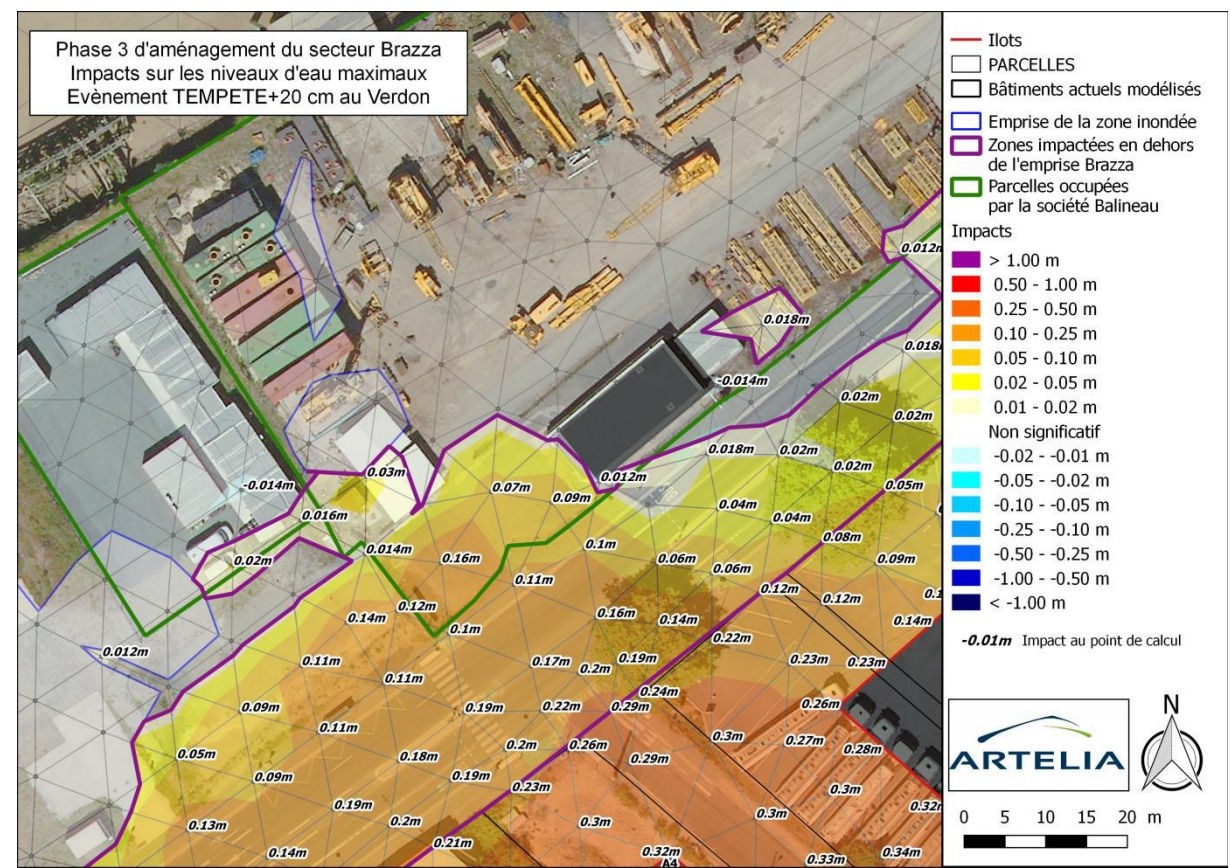 Phase 3 d'aménagement du secteur Brazza
Impacts sur les niveaux d'eau maximaux
Evènement TEMPETE+20 cm au Verdon
Ilots
PARCELLES
Bâtiments actuels modélisés
Emprise de la zone inondée
Zones impactées en dehors
de l'emprise Brazza
Parcelles occupées
par la société Balineau
Impacts
> 1.00 m
0.50 - 1.00 m
0.25 - 0.50 m
0.10 - 0.25 m
0.05 - 0.10 m
0.02 - 0.05 m
0.01 - 0.02 m
Non significatif
-0.02 - -0.01 m
-0.05 - -0.02 m
-0.10 - -0.05 m
-0.25 - -0.10 m
-0.50 - -0.25 m
-1.00 - -0.50 m
< -1.00 m
-0.01m Impact au point de calcul
ARTELIA
N
0 5 10 15 20 m
0.012m
0.018m
0.018m
-0.014m
0.02m
0.02m
0.03m
0.018m
0.02m
0.02m
0.012m
-0.014m
0.07m
0.09m
0.05m
0.016m
0.04m
0.04m
0.014m
0.1m
0.08m
0.02m
0.16m
0.06m
0.06m
0.09m
0.11m
0.12m
0.12m
0.12m
0.14m
0.16m
0.14m
0.14m
0.1m
0.22m
0.012m
0.11m
0.17m
0.2m
0.19m
0.23m
0.23m
0.11m
0.24m
0.09m
0.19m
0.22m
0.29m
0.26m
0.11m
0.3m
0.27m
0.05m
0.18m
0.2m
0.26m
0.29m
0.28m
0.09m
0.19m
0.23m
0.3m
0.19m
0.32m
0.13m
0.2m
0.3m
0.3m
0.21m
0.14m
0.32m
0.33m
0.34m
A4